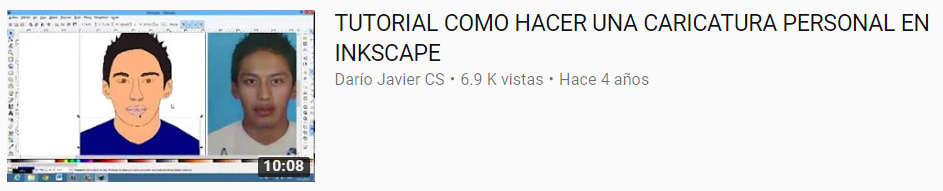 TUTORIAL COMO HACER UNA CARICATURA PERSONAL EN
INKSCAPE
Darío Javier CS • 6.9 K vistas • Hace 4 años
10:08